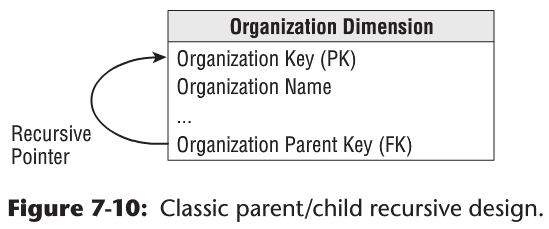 Organization Dimension
Organization Key (PK)
Organization Name
...
Organization Parent Key (FK)
Recursive
Pointer
Figure 7-10: Classic parent/child recursive design.